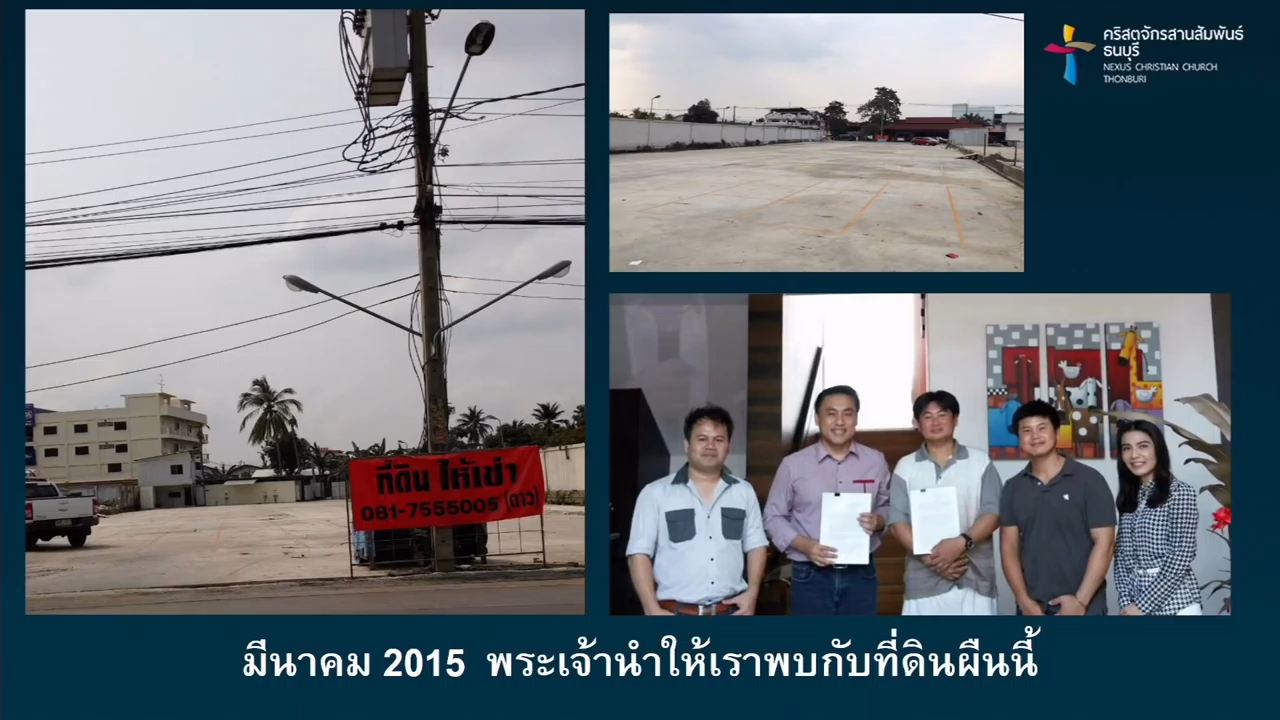 คริสตจักรสานสัมพันธ์
ธนบุรี
NEXUS CHRISTIAN CHURCH
THONBURI
ที่ดิน ให้เช่า
081-7555005 (ดาว)
มีนาคม 2015 พระเจ้านำให้เราพบกับที่ดินผืนนี้